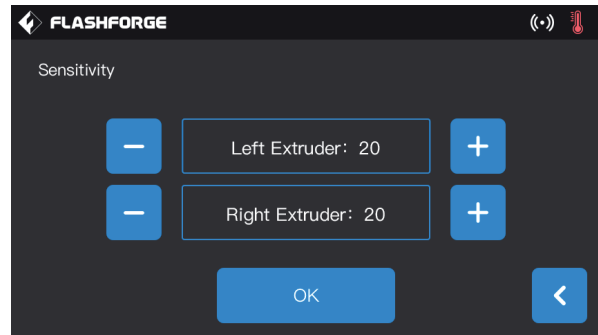 FLASHFORGE
Sensitivity
Left Extruder: 20
Right Extruder: 20
OK